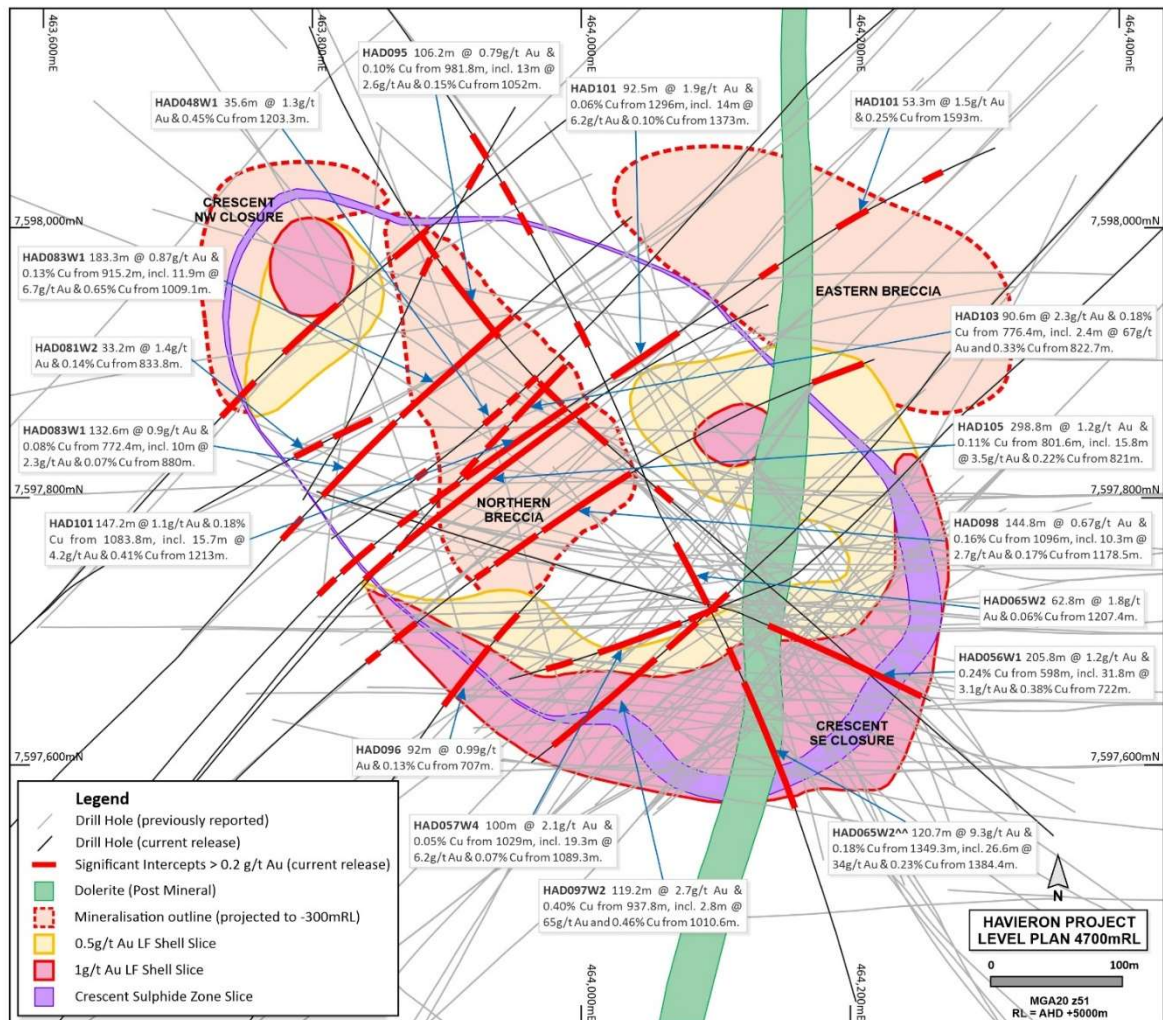 463,600mE
463,800mE
464,000mE
464,200mE
464,400mE
HAD095 106.2m @ 0.79g/t Au &
0.10% Cu from 981.8m, incl. 13m @
2.6g/t Au & 0.15% Cu from 1052m.
HAD048W1 35.6m @ 1.3g/t
Au & 0.45% Cu from 1203.3m.
HAD101 92.5m @ 1.9g/t Au &
0.06% Cu from 1296m, incl. 14m @
6.2g/t Au & 0.10% Cu from 1373m.
HAD101 53.3m @ 1.5g/t Au
& 0.25% Cu from 1593m.
CRESCENT
NW CLOSURE
7,598,000mN
7,598,000mN
HAD083W1 183.3m @ 0.87g/t Au &
0.13% Cu from 915.2m, incl. 11.9m @
6.7g/t Au & 0.65% Cu from 1009.1m.
EASTERN BRECCIA
HAD103 90.6m @ 2.3g/t Au & 0.18%
Cu from 776.4m, incl. 2.4m @ 67g/t
Au and 0.33% Cu from 822.7m.
HAD081W2 33.2m @ 1.4g/t
Au & 0.14% Cu from 833.8m.
HAD083W1 132.6m @ 0.9g/t Au &
0.08% Cu from 772.4m, incl. 10m @
2.3g/t Au & 0.07% Cu from 880m.
HAD105 298.8m @ 1.2g/t Au &
0.11% Cu from 801.6m, incl. 15.8m
@ 3.5g/t Au & 0.22% Cu from 821m.
7,597,800mN
7,597,800mN
NORTHERN
BRECCIA
HAD101 147.2m @ 1.1g/t Au & 0.18%
Cu from 1083.8m, incl. 15.7m @
4.2g/t Au & 0.41% Cu from 1213m.
HAD098 144.8m @ 0.67g/t Au &
0.16% Cu from 1096m, incl. 10.3m @
2.7g/t Au & 0.17% Cu from 1178.5m.
HAD065W2 62.8m @ 1.8g/t
Au & 0.06% Cu from 1207.4m.
HAD056W1 205.8m @ 1.2g/t Au &
0.24% Cu from 598m, incl. 31.8m @
3.1g/t Au & 0.38% Cu from 722m.
CRESCENT
SE CLOSURE
HAD096 92m @ 0.99g/t
Au & 0.13% Cu from 707m.
7,597,600mN
7,597,600mN
HAD057W4 100m @ 2.1g/t Au &
0.05% Cu from 1029m, incl. 19.3m @
6.2g/t Au & 0.07% Cu from 1089.3m.
HAD065W2^^ 120.7m @ 9.3g/t Au &
0.18% Cu from 1349.3m, incl. 26.6m @
34g/t Au & 0.23% Cu from 1384.4m.
HAD097W2 119.2m @ 2.7g/t Au &
0.40% Cu from 937.8m, incl. 2.8m @
65g/t Au and 0.46% Cu from 1010.6m.
Legend
Drill Hole (previously reported)
Drill Hole (current release)
Significant Intercepts > 0.2 g/t Au (current release)
Dolerite (Post Mineral)
Mineralisation outline (projected to -300mRL)
0.5g/t Au LF Shell Slice
1g/t Au LF Shell Slice
Crescent Sulphide Zone Slice
464,000mE
464,200mE
N
HAVIERON PROJECT
LEVEL PLAN 4700mRL
0 100m
MGA20 z51
RL = AHD +5000m